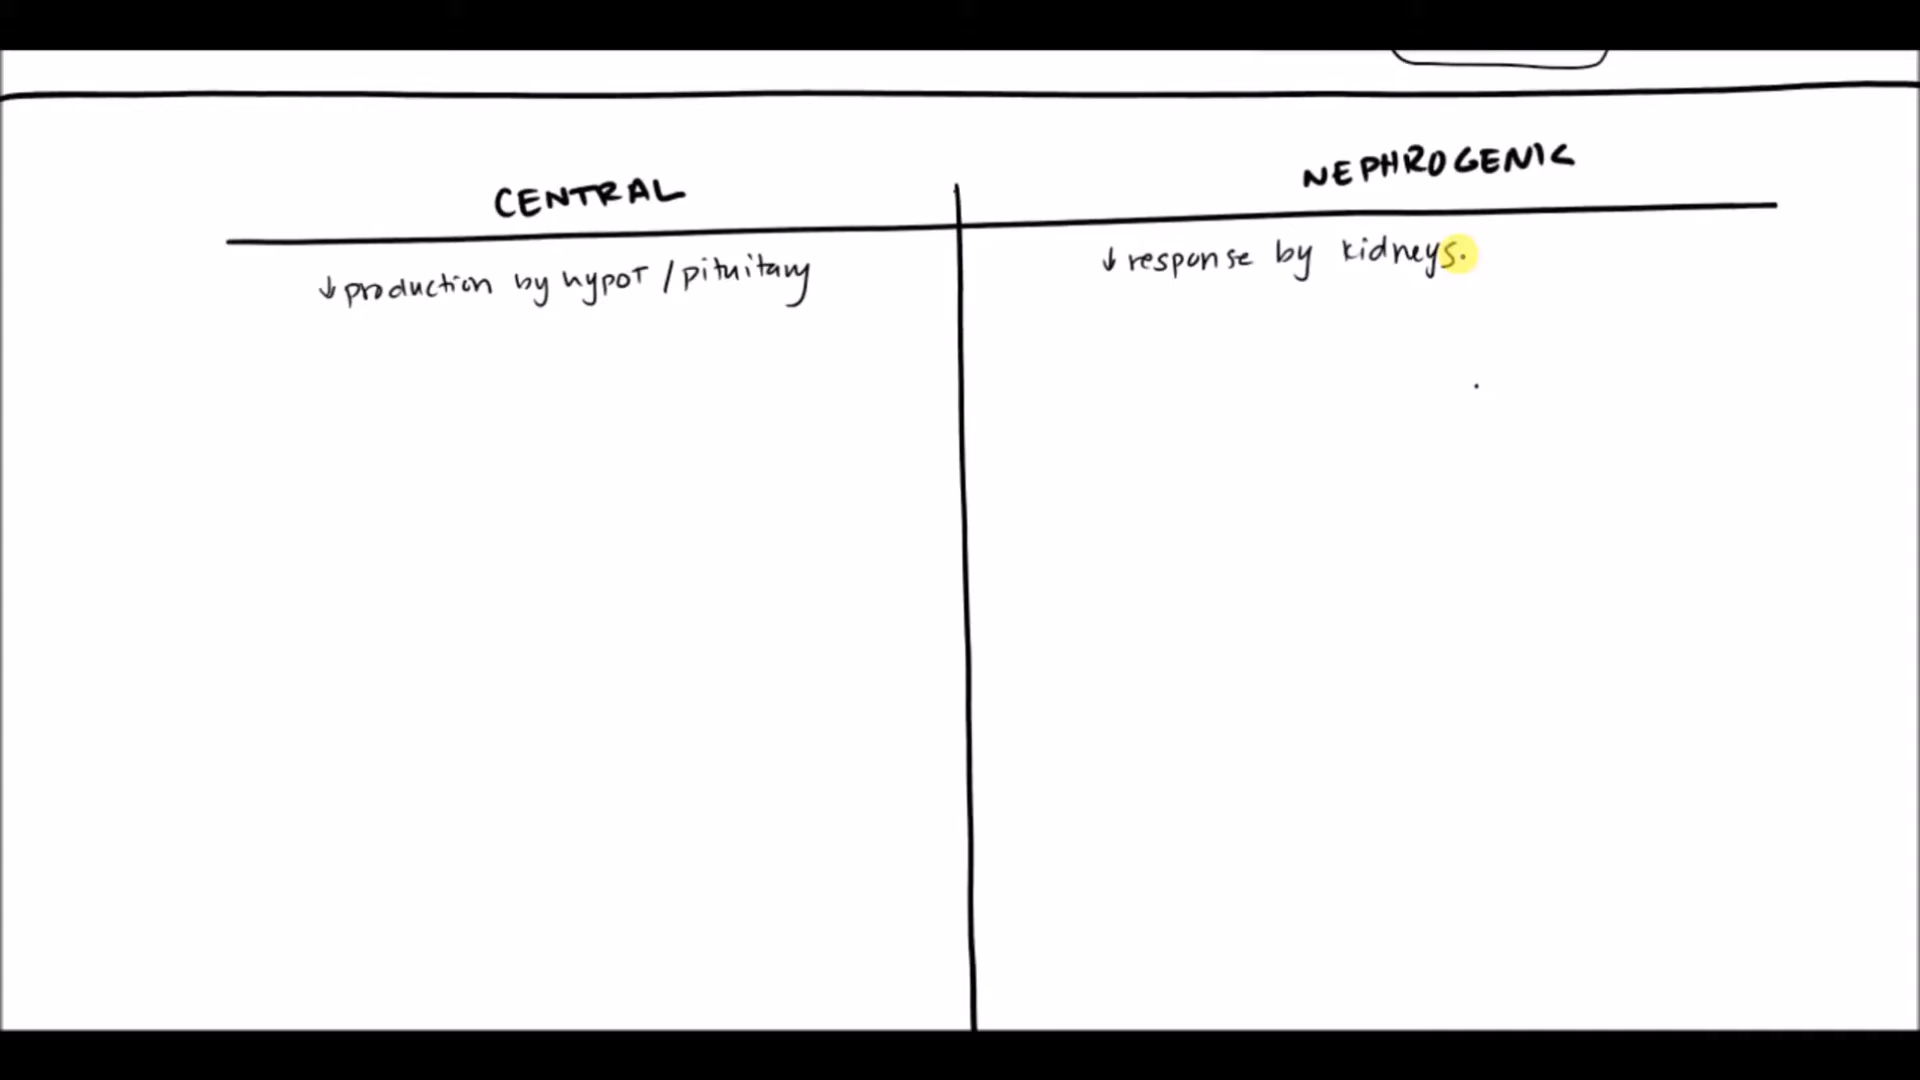 CENTRAL
NEPHROGENIC
↓ production by hypot / pituitary
↓ response by kidneys.